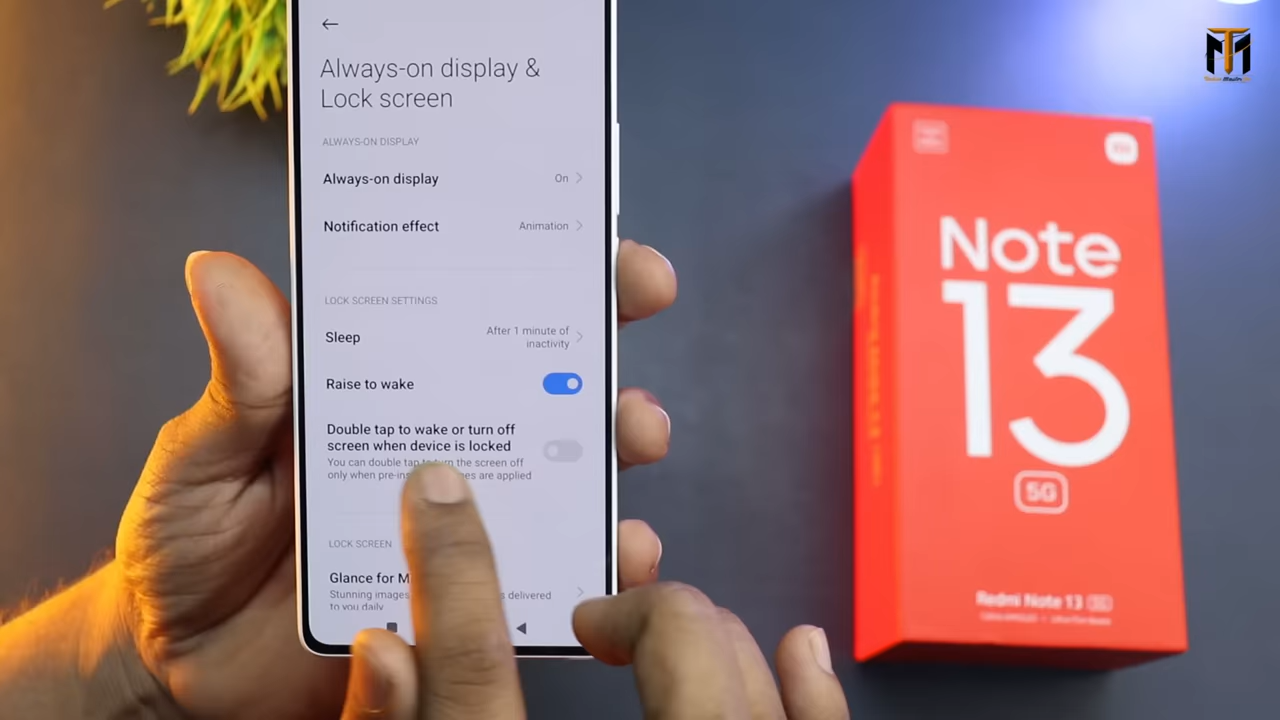 Always-on display &
Lock screen
ALWAYS-ON DISPLAY
Always-on display On
Notification effect Animation
LOCK SCREEN SETTINGS
Sleep After 1 minute of
inactivity
Raise to wake
Double tap to wake or turn off
screen when device is locked
You can double tap to turn the screen off
only when are applied
LOCK SCREEN
Glance for
Stunning images delivered
to you daily
Note
13
5G
Redmi Note 13 5G